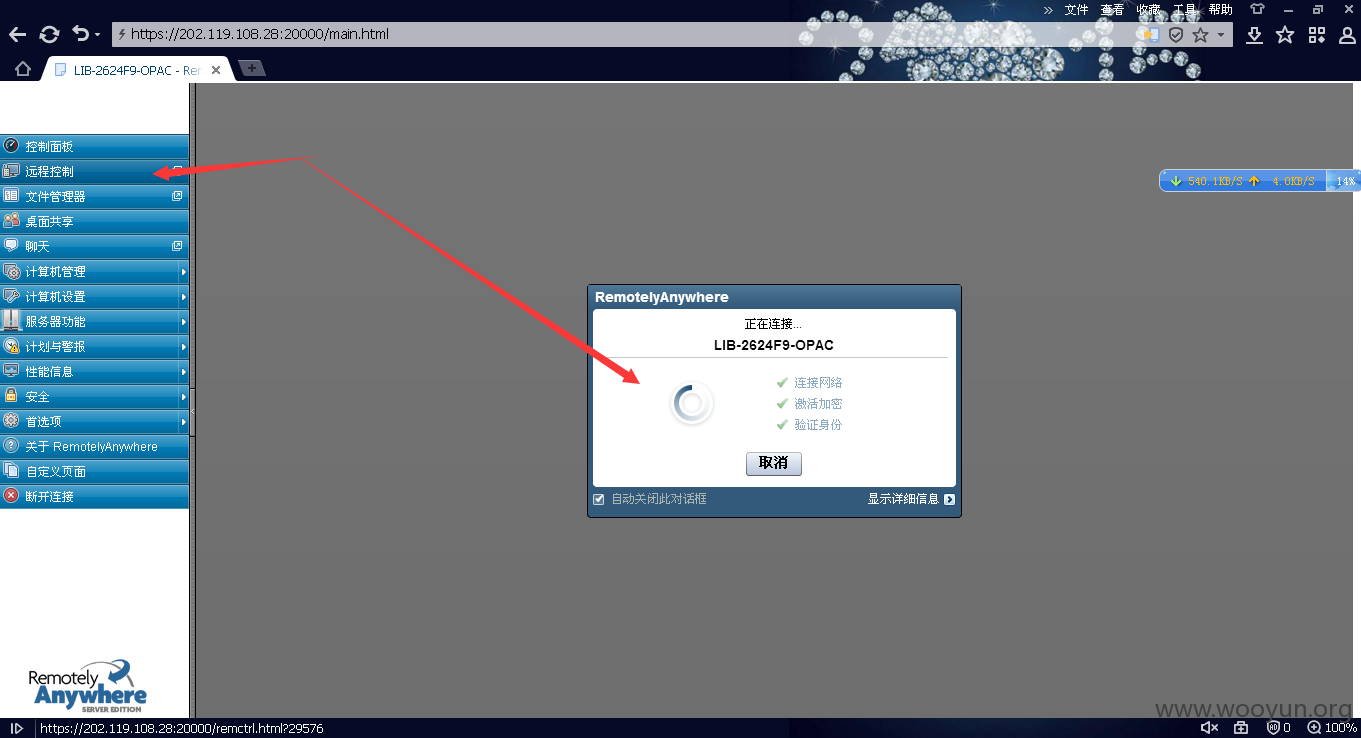 文件 查看 收藏 工具 帮助
https://202.119.108.28:20000/main.html
LIB-2624F9-OPAC - Rem
控制面板
远程控制
文件管理器
桌面共享
聊天
计算机管理
计算机设置
服务器功能
计划与警报
性能信息
安全
首选项
关于 RemotelyAnywhere
自定义页面
断开连接
540.1KB/S 4.0KB/S 14%
RemotelyAnywhere
正在连接...
LIB-2624F9-OPAC
连接网络
激活加密
验证身份
取消
自动关闭此对话框 显示详细信息
Remotely
Anywhere
SERVER EDITION
www.wooyun.org
https://202.119.108.28:20000/remctrl.html?29576
0 100%